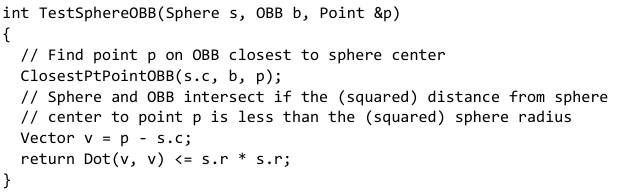 int TestSphereOBB(Sphere s, OBB b, Point &p)
{
  // Find point p on OBB closest to sphere center
  ClosestPtPointOBB(s.c, b, p);
  // Sphere and OBB intersect if the (squared) distance from sphere
  // center to point p is less than the (squared) sphere radius
  Vector v = p - s.c;
  return Dot(v, v) <= s.r * s.r;
}